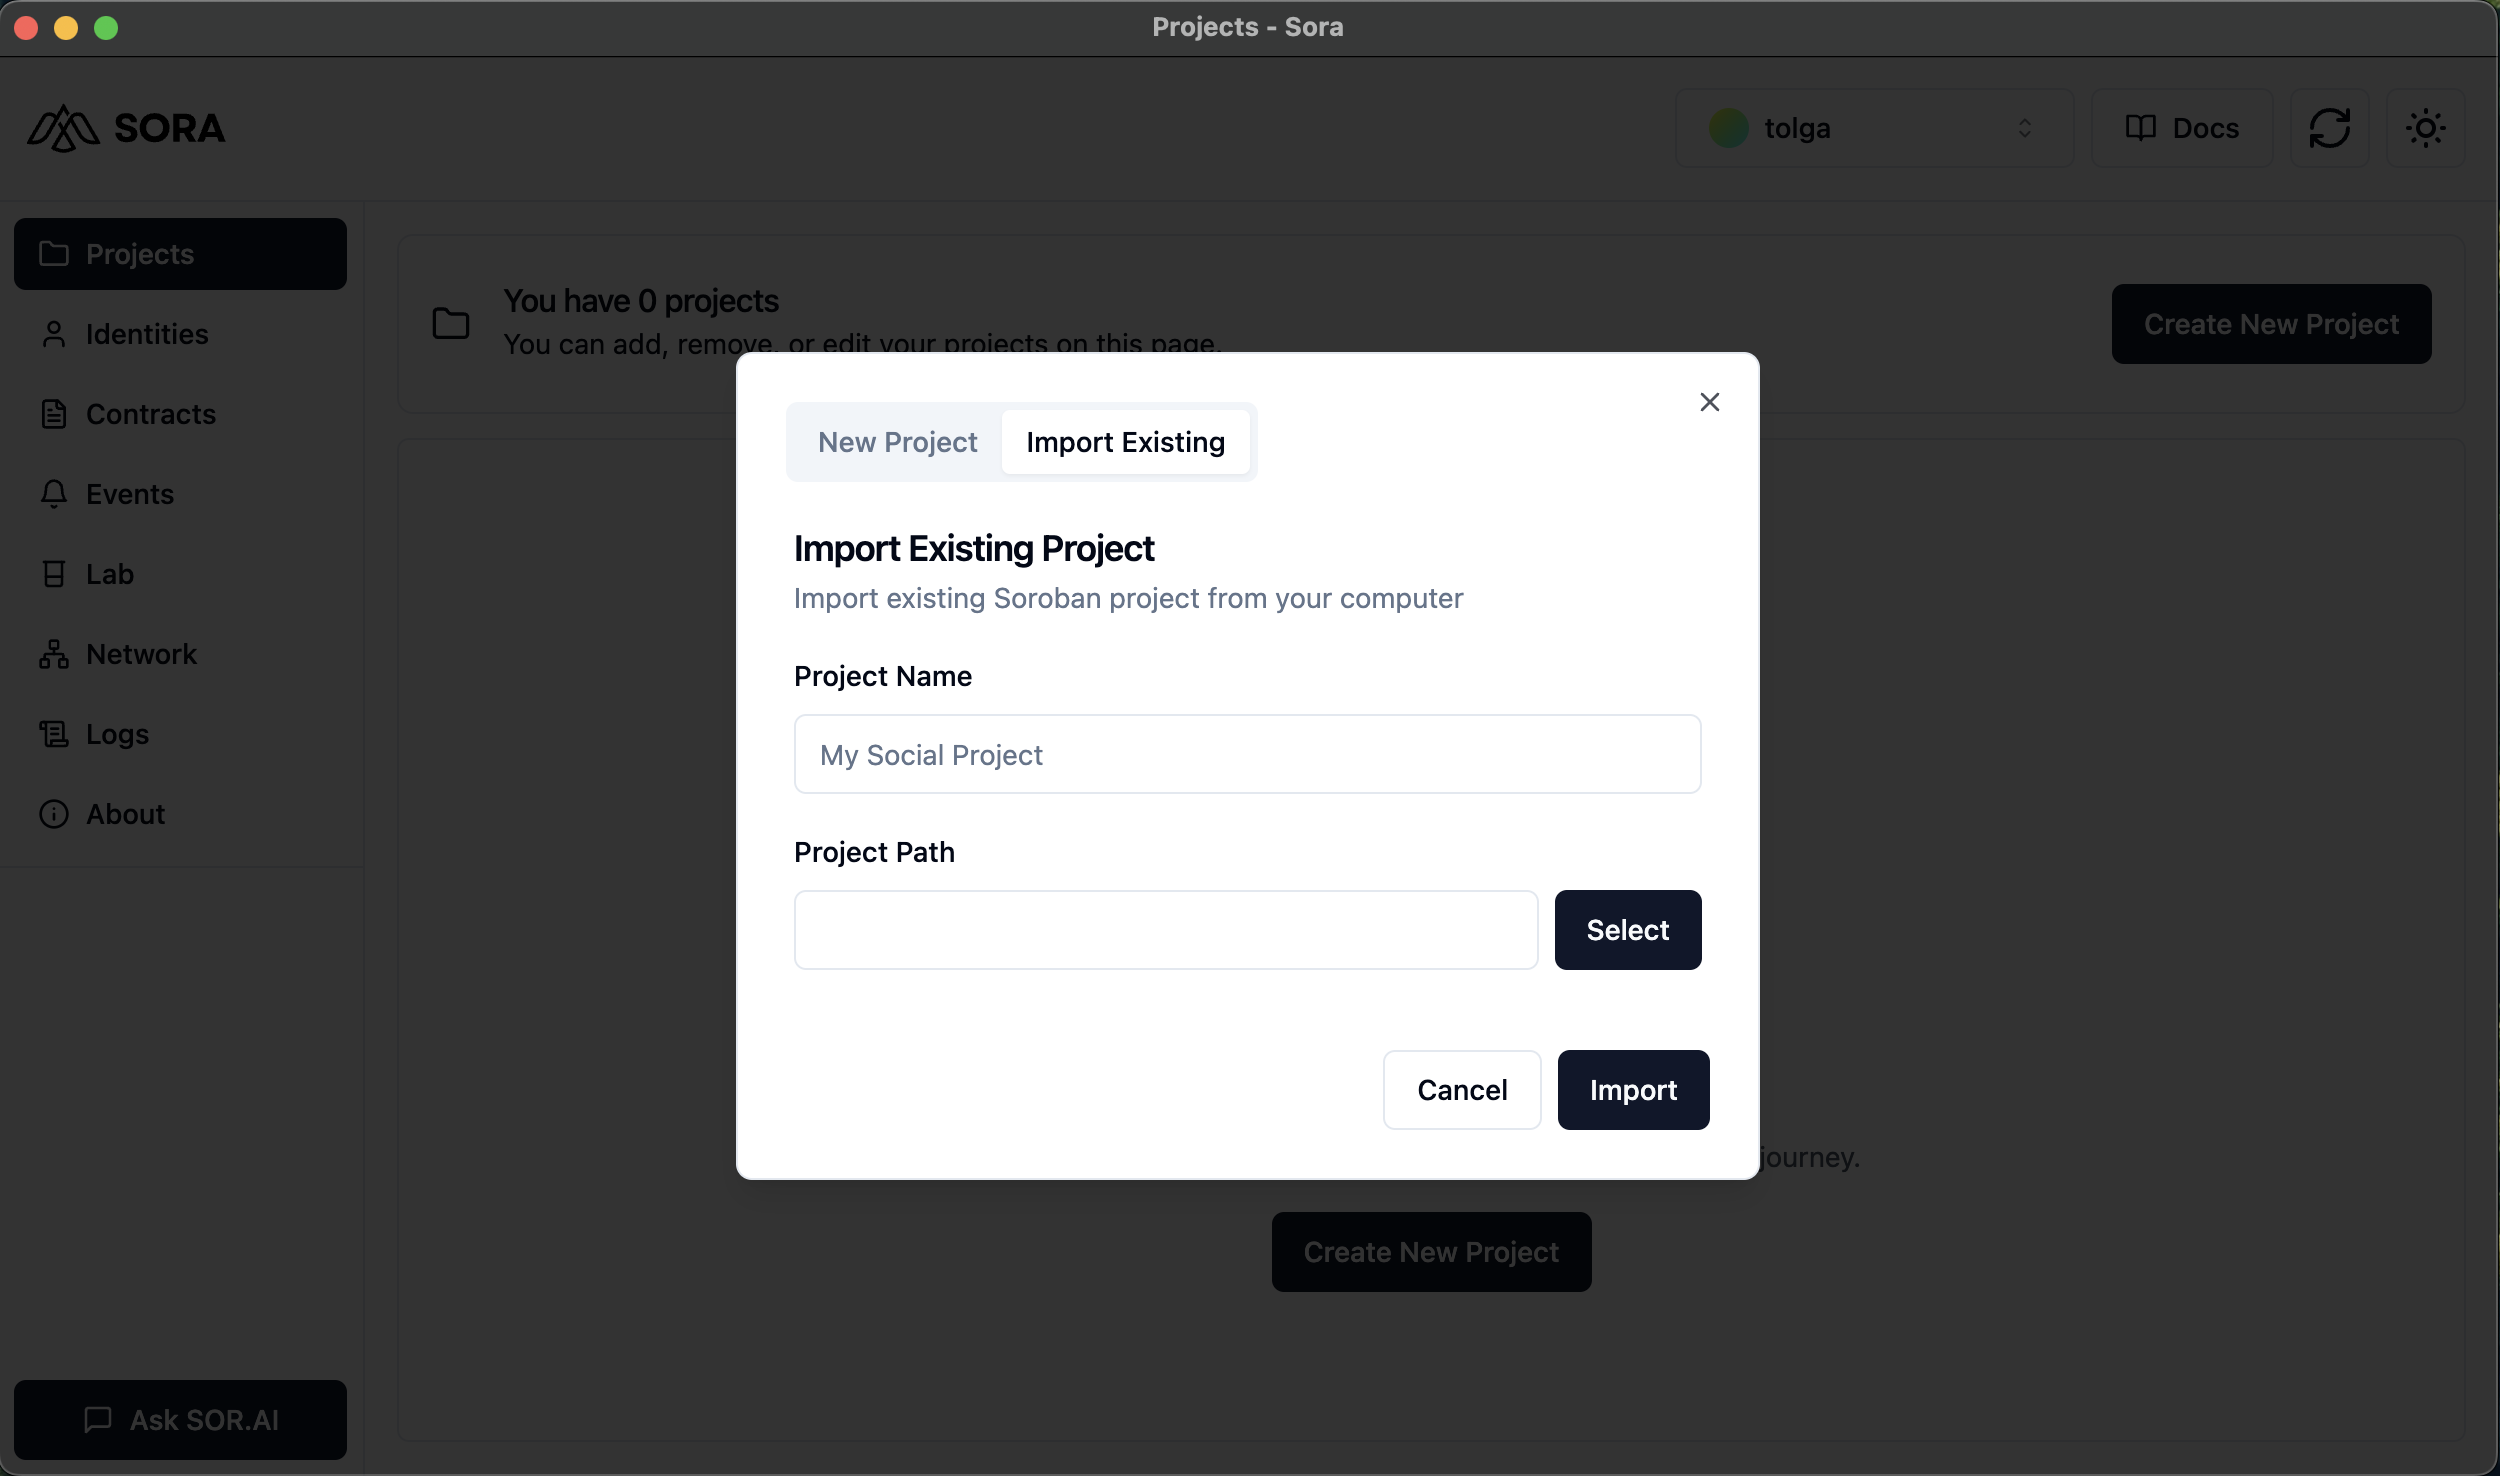 Projects - Sora
SORA
tolga
Docs
Projects
Identities
Contracts
Events
Lab
Network
Logs
About
Ask SOR.AI
You have 0 projects
You can add, remove, or edit your projects on this page.
Create New Project
New Project
Import Existing
Import Existing Project
Import existing Soroban project from your computer
Project Name
My Social Project
Project Path
Select
Cancel
Import
journey.
Create New Project